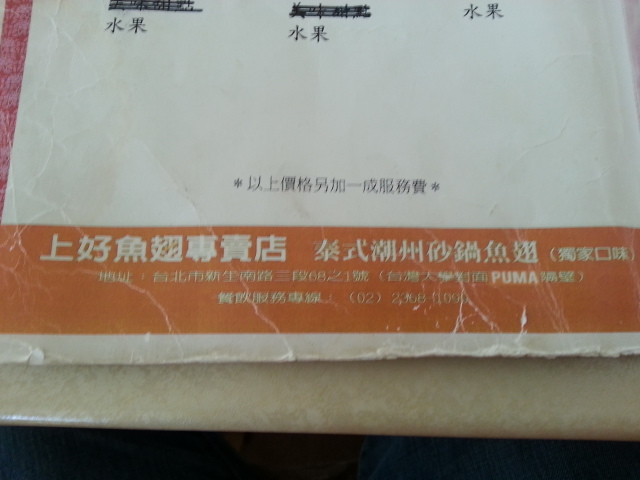 水果 水果 水果
*以上價格另加一成服務費*
上好魚翅專賣店 泰式潮州砂鍋魚翅（獨家口味
地址：台北市新生南路三段68之1號（台灣大學對面PUMA隔壁）
餐飲服務專線：（02）2368-1009